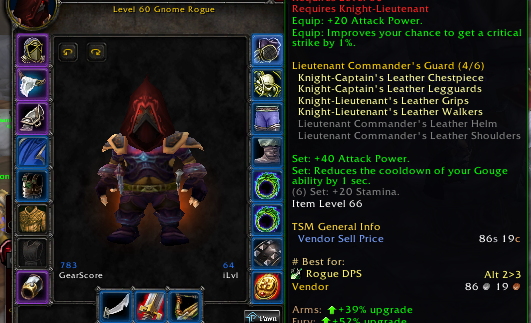 Level 60 Gnome Rogue
783
GearScore
64
iLvl
Pawn
Requires Knight-Lieutenant
Equip: +20 Attack Power.
Equip: Improves your chance to get a critical
strike by 1%.
Lieutenant Commander's Guard (4/6)
Knight-Captain's Leather Chestpiece
Knight-Captain's Leather Legguards
Knight-Lieutenant's Leather Grips
Knight-Lieutenant's Leather Walkers
Lieutenant Commander's Leather Helm
Lieutenant Commander's Leather Shoulders
Set: +40 Attack Power.
Set: Reduces the cooldown of your Gouge
ability by 1 sec.
(6) Set: +20 Stamina.
Item Level 66
TSM General Info
Vendor Sell Price 86s 19c
# Best for:
Rogue DPS Alt 2>3
Vendor 86 19
Arms: +39% upgrade
Fury: +52% upgrade